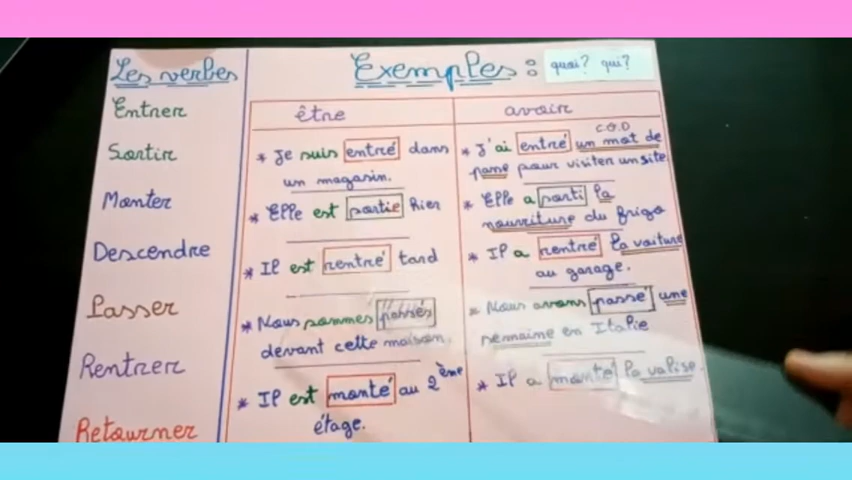 Les verbes
Entrer
Sortir
Monter
Descendre
Passer
Rentrer
Retourner
Exemples :
quoi? qui?
être
* Je suis entré dans
un magasin.
* Elle est sortie hier
* Il est rentré tard
* Nous sommes passés
devant cette maison.
* Il est monté au 2ème
étage.
avoir
C.O.D
* J'ai entré un mot de
passe pour visiter un site
* Elle a sorti la
nourriture du frigo
* Il a rentré la voiture
au garage.
* Nous avons passé une
semaine en Italie
* Il a monté la valise.